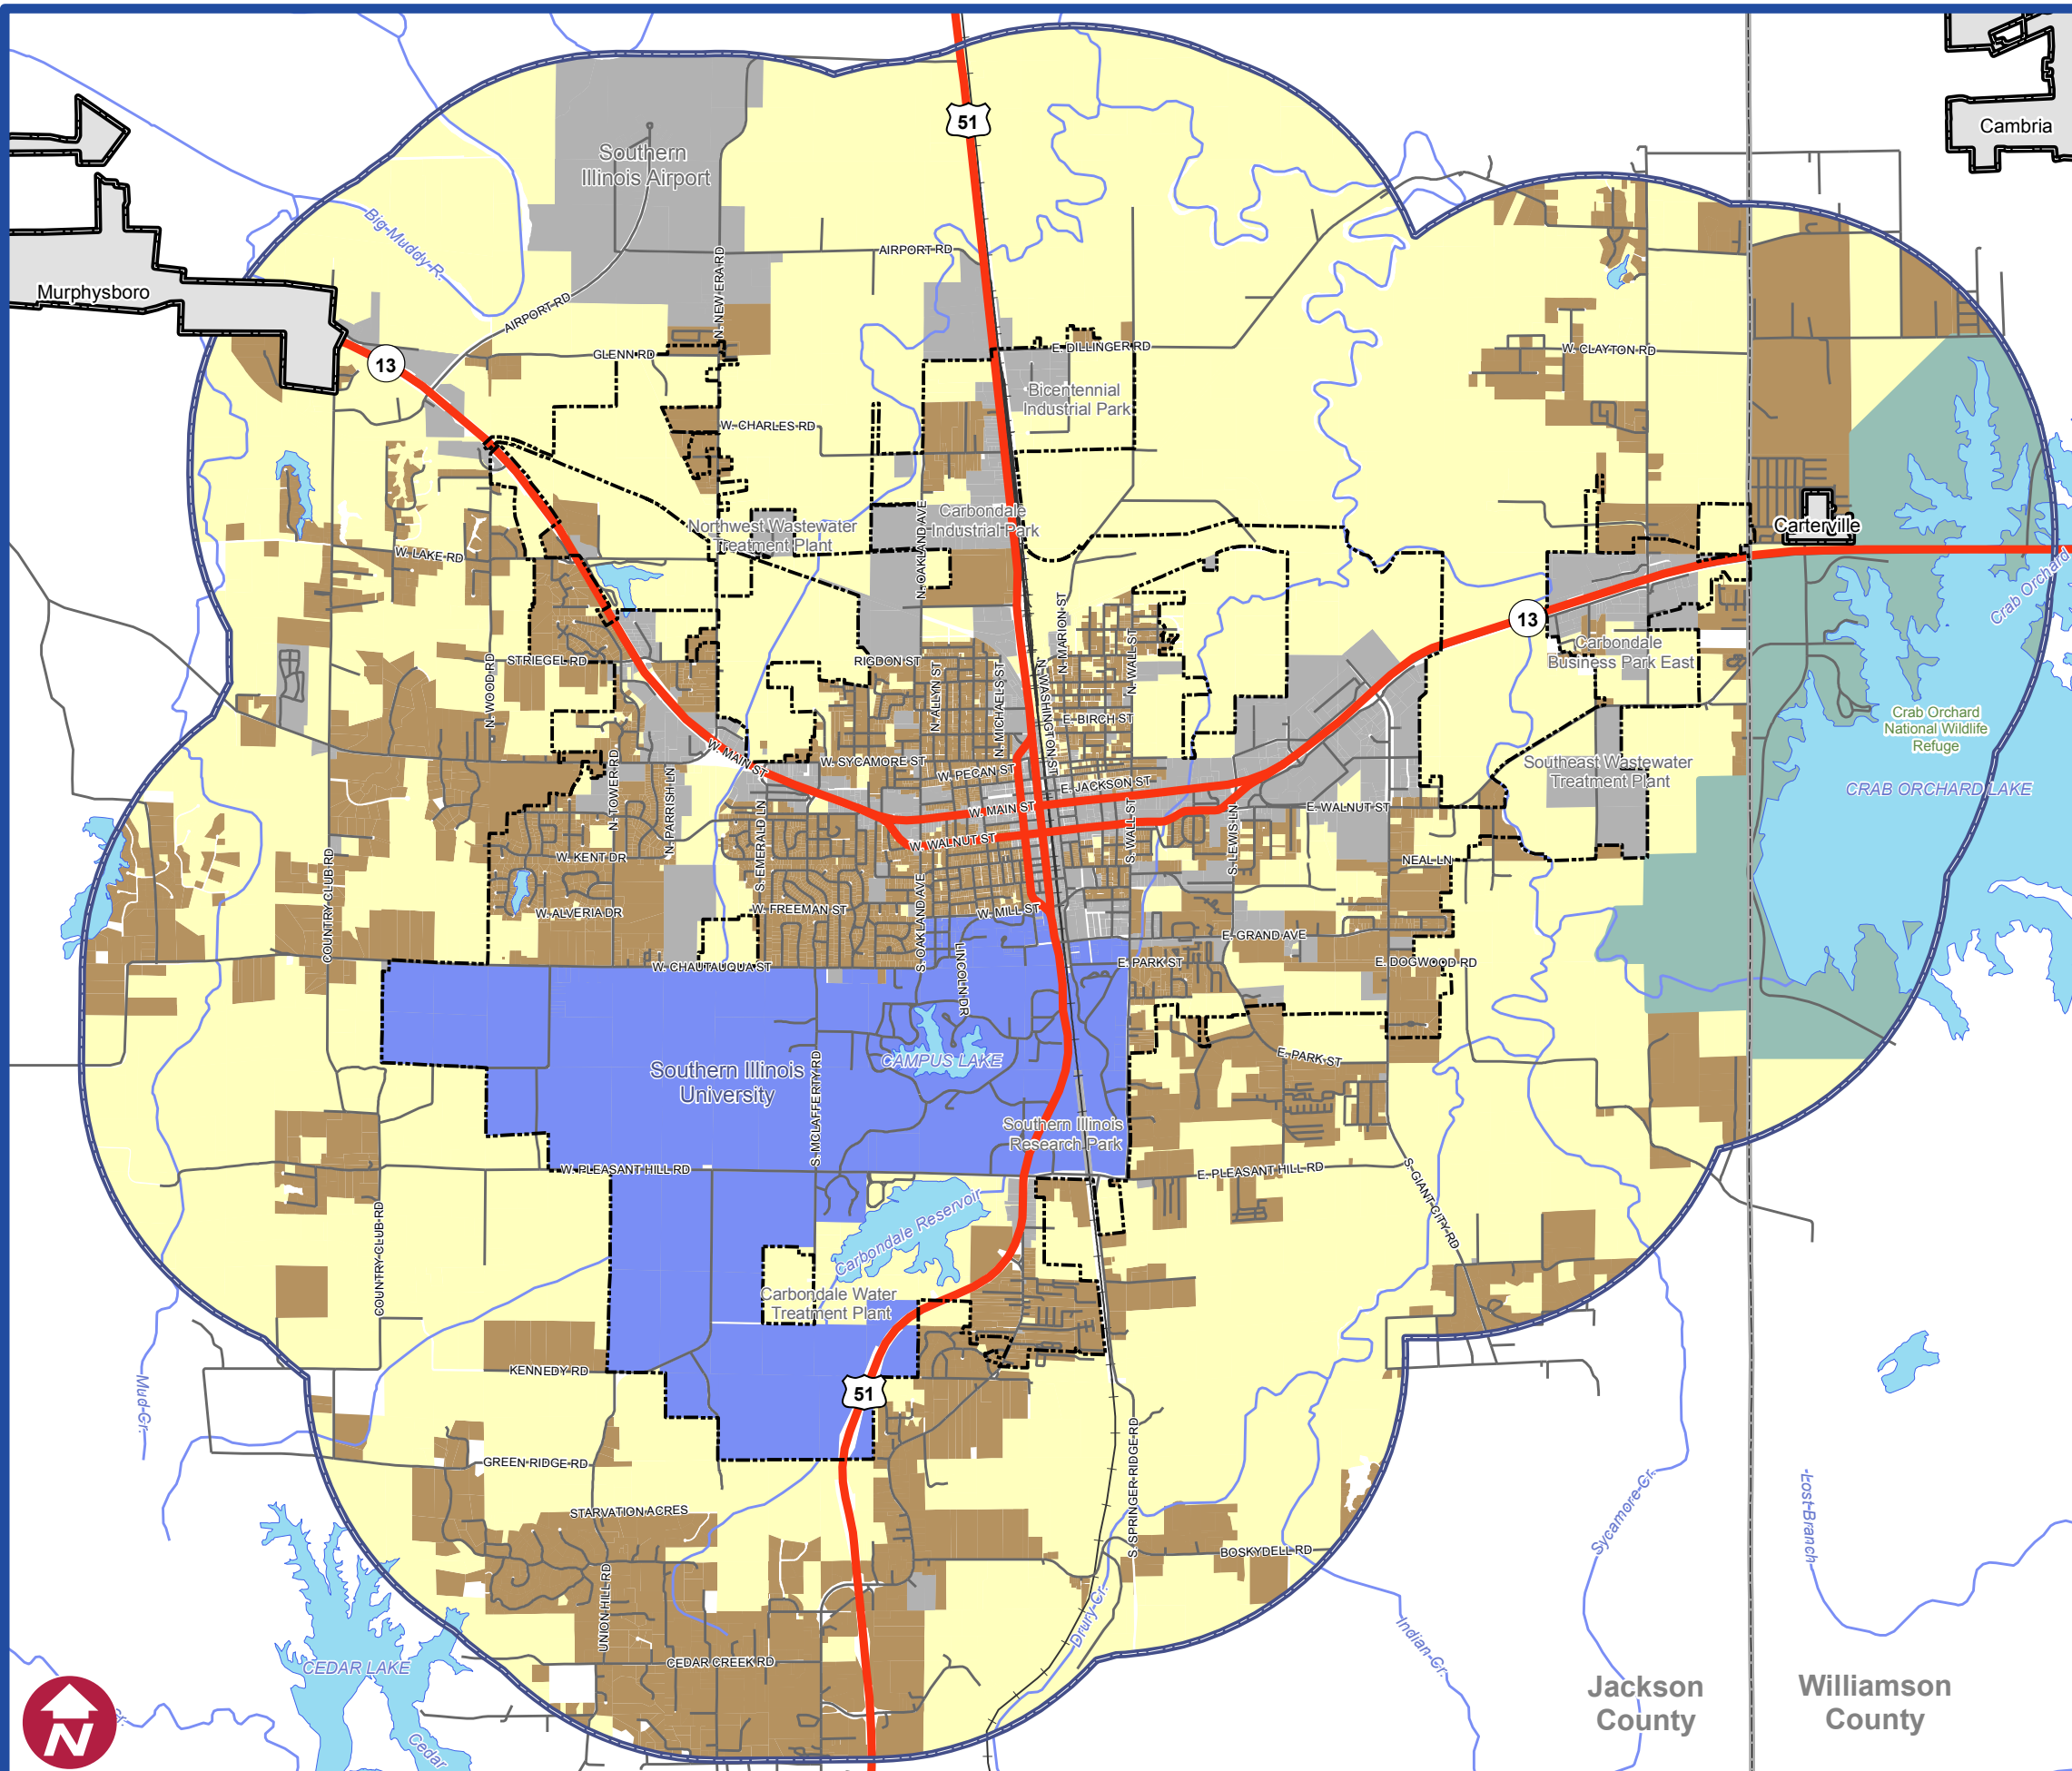 51
Cambria
Southern
Illinois Airport
Big-Muddy-R.
AIRPORT RD
N. NEW ERA RD
Murphysboro
AIRPORT RD
13
GLENN RD
E. DILLINGER RD
W. CLAYTON RD
Bicentennial
Industrial Park
W. CHARLES RD
Northwest Wastewater
Treatment Plant
N. OAKLAND AVE
Carbondale
Industrial Park
Carterville
W. LAKE RD
Crab Orchard
N. MARION ST
13
N. WALL ST
Carbondale
Business Park East
STRIEGEL RD
RIGDON ST
N. WOOD RD
N. ALLYN ST
N. MICHAELS ST
N. WASHINGTON ST
E. BIRCH ST
Crab Orchard
National Wildlife
Refuge
W. MAIN ST
W. SYCAMORE ST
W. PECAN ST
E. JACKSON ST
Southeast Wastewater
Treatment Plant
CRAB ORCHARD LAKE
N. TOWER RD
N. PARRISH LN
W. MAIN ST
E. WALNUT ST
W. WALNUT ST
S. WALL ST
S. LEWIS LN
W. KENT DR
S. EMERALD LN
NEAL LN
COUNTRY CLUB RD
W. ALVERIA DR
W. FREEMAN ST
S. OAKLAND AVE
W. MILL ST
E. GRAND AVE
W. CHAUTAUQUA ST
LINCOLN DR
E. PARK ST
E. DOGWOOD RD
Southern Illinois
University
S. MCLAFFERTY RD
CAMPUS LAKE
E. PARK ST
Southern Illinois
Research Park
W. PLEASANT HILL RD
E. PLEASANT HILL RD
S. GIANT CITY RD
COUNTRY CLUB RD
Carbondale Reservoir
Carbondale Water
Treatment Plant
KENNEDY RD
51
Mud-Cr.
GREEN RIDGE RD
S. SPRINGER RIDGE RD
STARVATION ACRES
Sycamore-Cr.
Lost-Branch
BOSKYDELL RD
UNION HILL RD
Drury-Cr.
Indian-Cr.
CEDAR LAKE
CEDAR CREEK RD
Jackson
County
Williamson
County
N
Cr.
Cedar